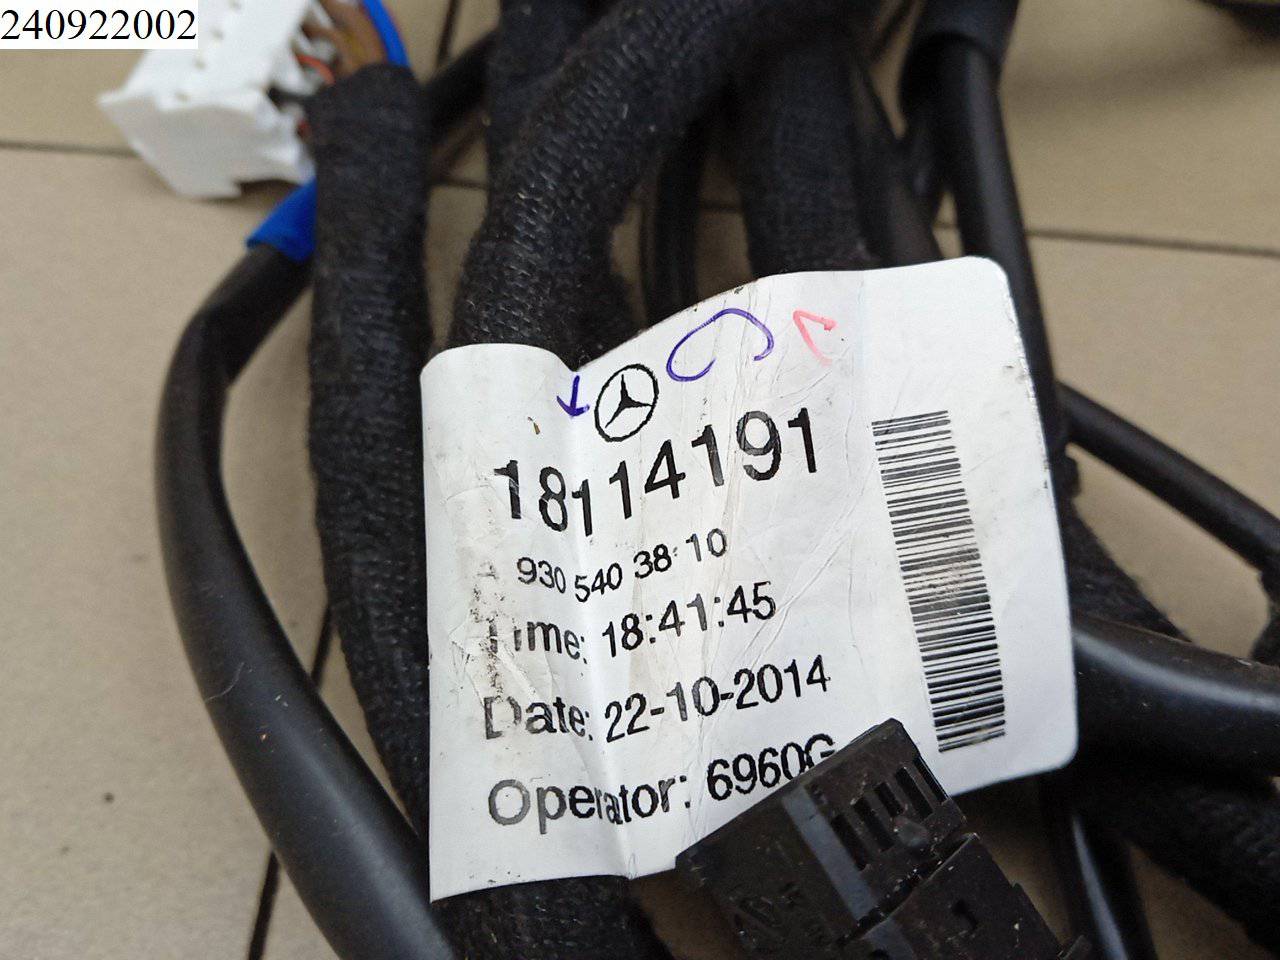 240922002
18114191
A 930 540 38 10
Time: 18:41:45
Date: 22-10-2014
Operator: 6960G